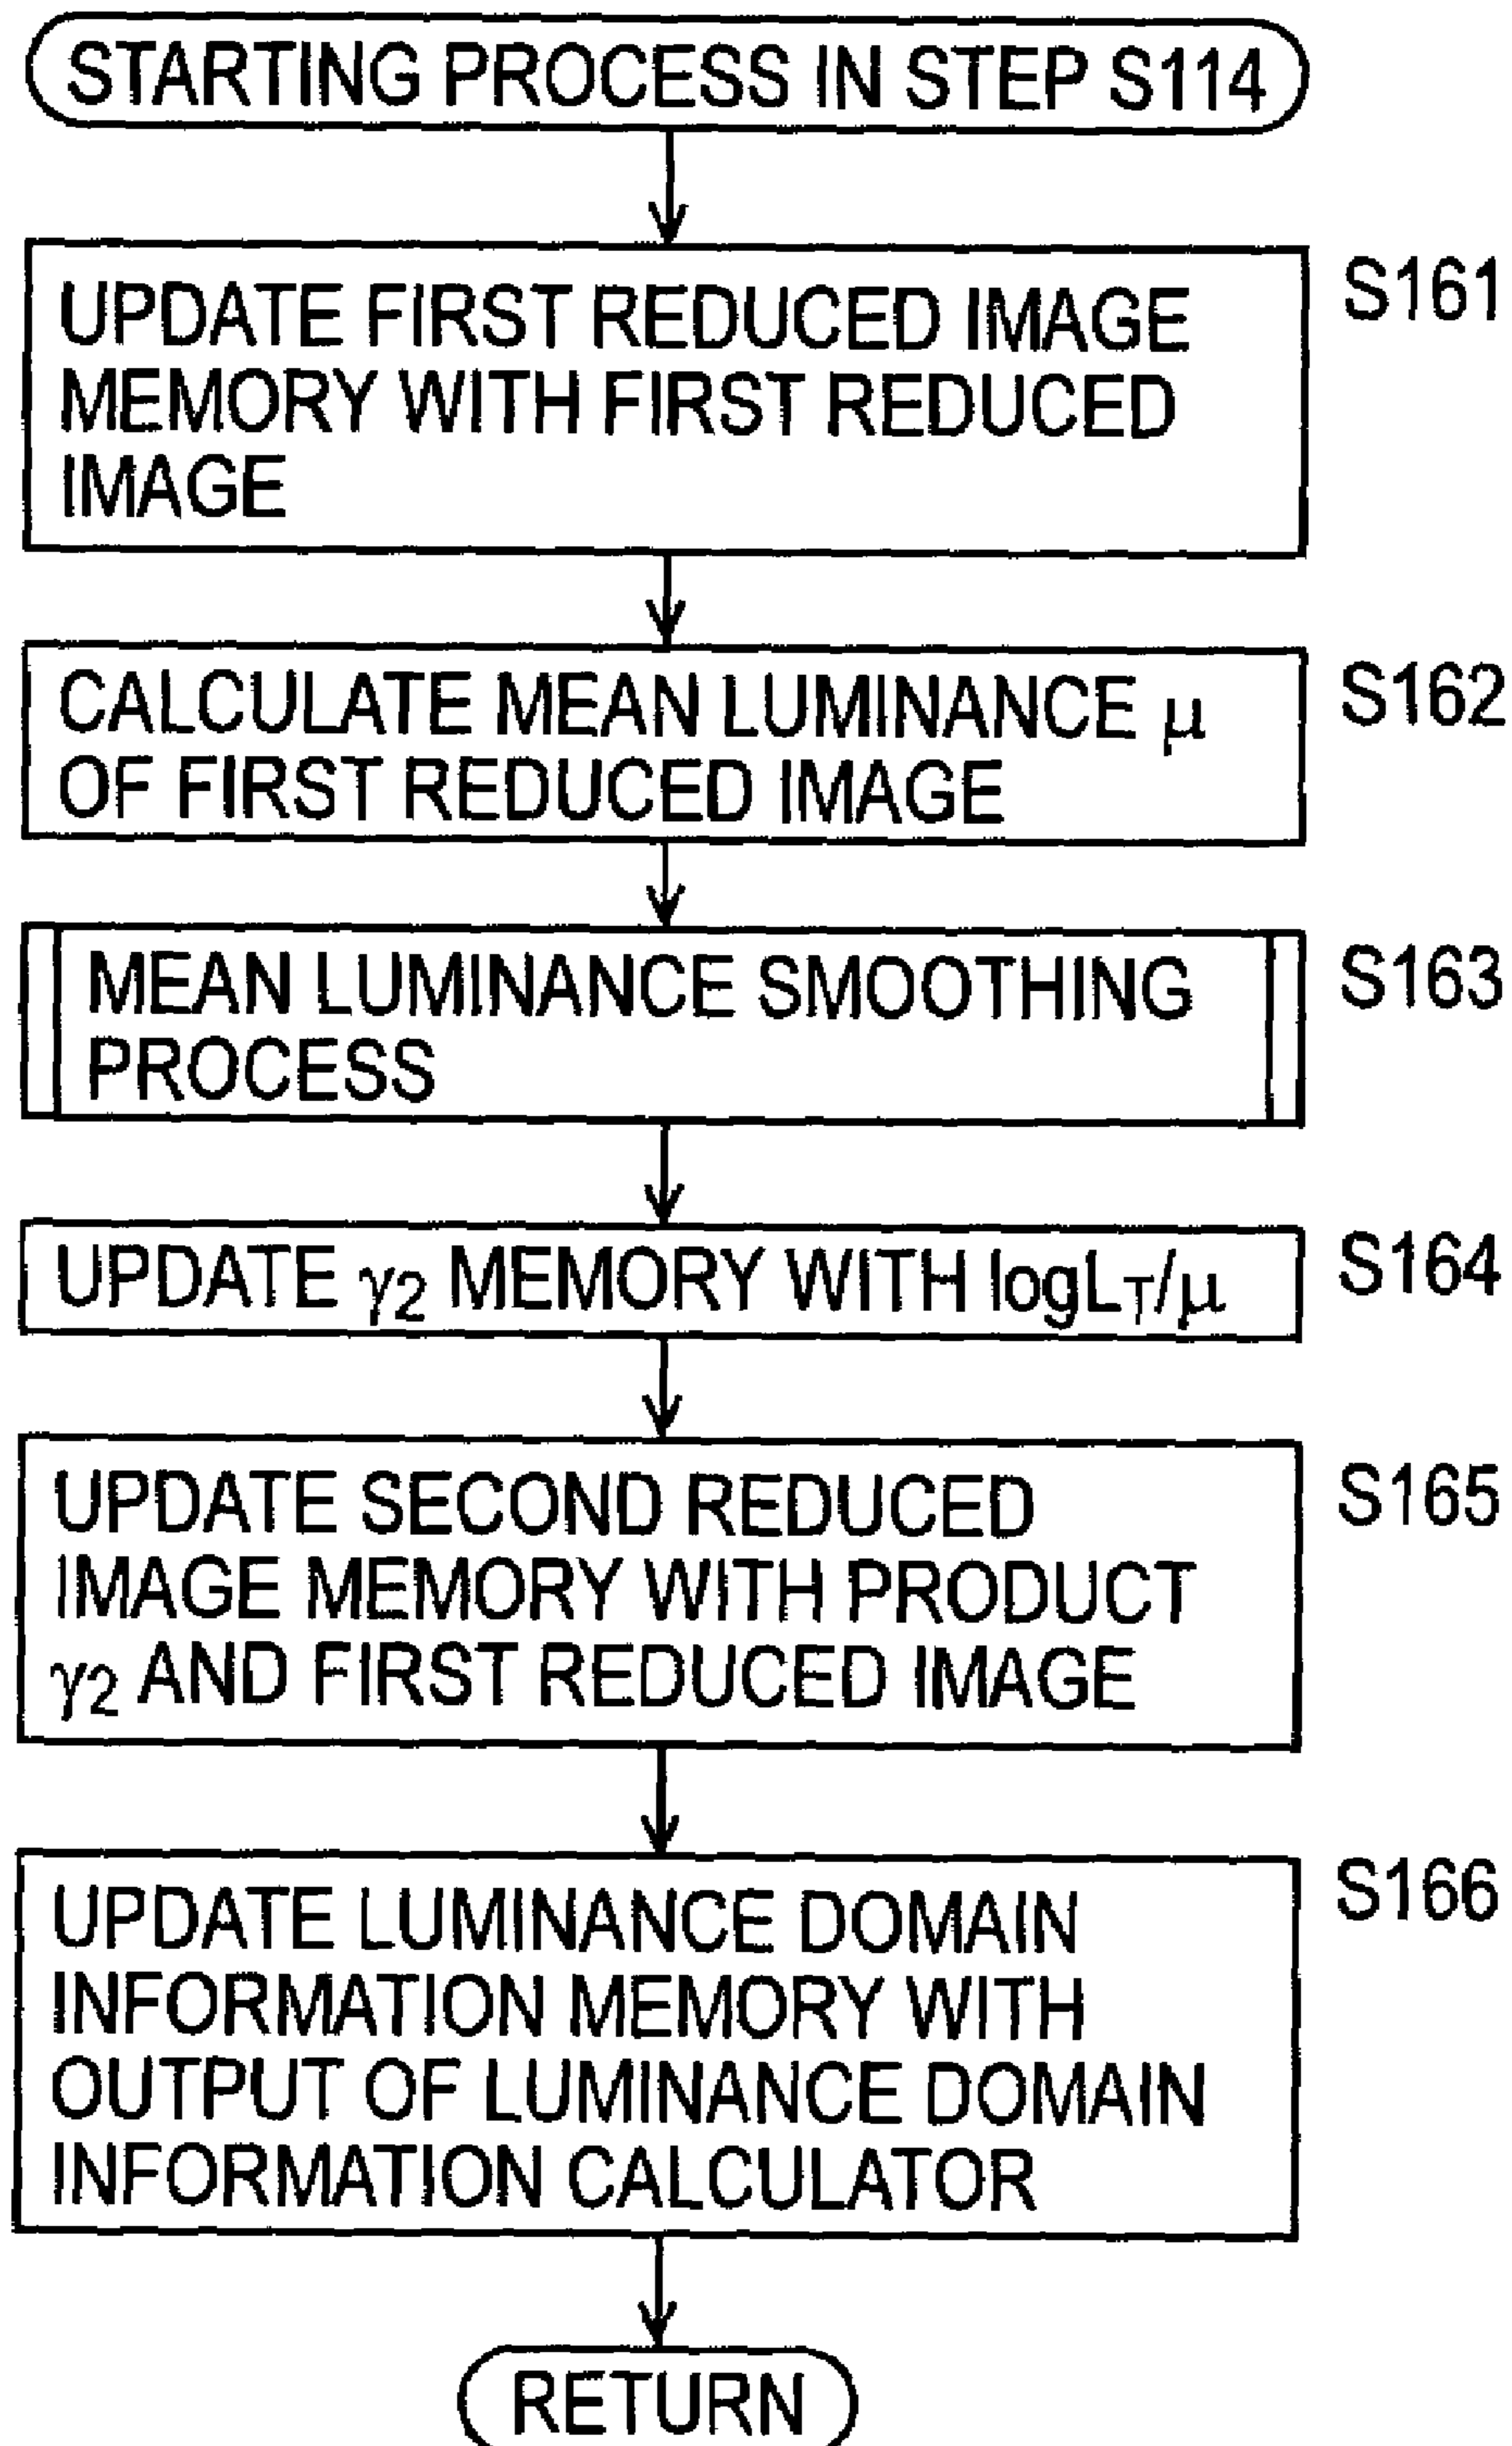 STARTING PROCESS IN STEP S114
UPDATE FIRST REDUCED IMAGE
MEMORY WITH FIRST REDUCED
IMAGE
S161
CALCULATE MEAN LUMINANCE μ
OF FIRST REDUCED IMAGE
S162
MEAN LUMINANCE SMOOTHING
PROCESS
S163
UPDATE γ2 MEMORY WITH logLT/μ
S164
UPDATE SECOND REDUCED
IMAGE MEMORY WITH PRODUCT
γ2 AND FIRST REDUCED IMAGE
S165
UPDATE LUMINANCE DOMAIN
INFORMATION MEMORY WITH
OUTPUT OF LUMINANCE DOMAIN
INFORMATION CALCULATOR
S166
RETURN